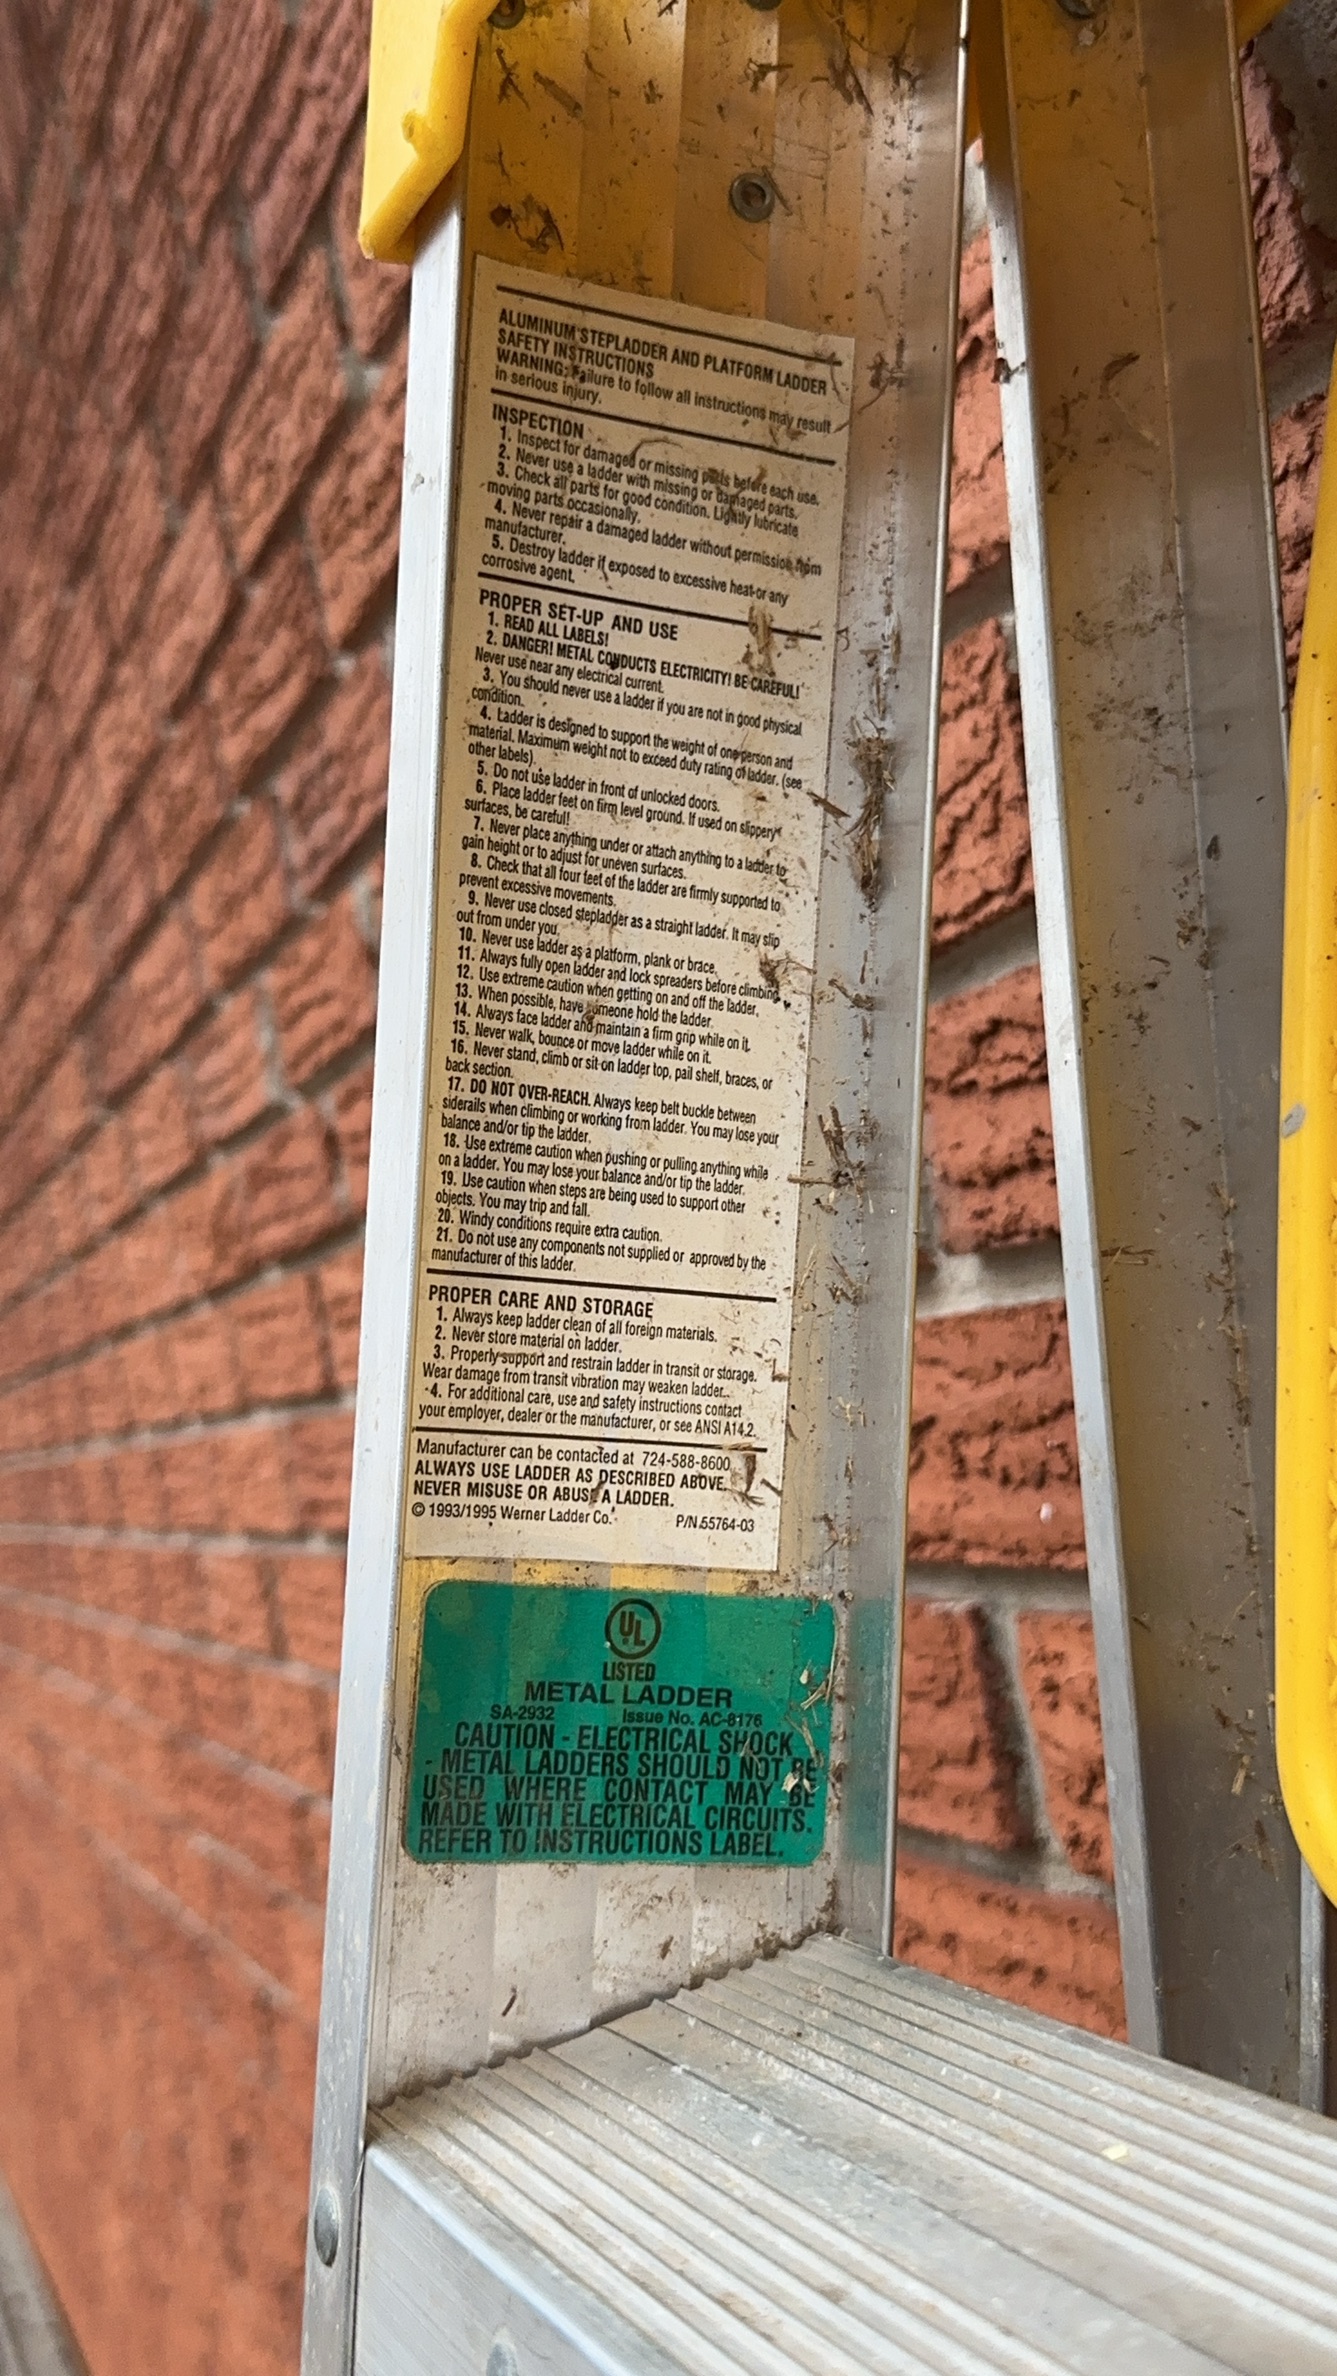 ALUMINUM STEPLADDER AND PLATFORM LADDER
SAFETY INSTRUCTIONS
WARNING: Failure to follow all instructions may result
in serious injury.
INSPECTION
1. Inspect for damaged or missing parts before each use.
2. Never use a ladder with missing or damaged parts.
3. Check all parts for good condition. Lightly lubricate
moving parts occasionally.
4. Never repair a damaged ladder without permission from
manufacturer.
5. Destroy ladder if exposed to excessive heat or any
corrosive agent.
PROPER SET-UP AND USE
1. READ ALL LABELS!
2. DANGER! METAL CONDUCTS ELECTRICITY! BE CAREFUL!
Never use near any electrical current.
3. You should never use a ladder if you are not in good physical
condition.
4. Ladder is designed to support the weight of one person and
material. Maximum weight not to exceed duty rating of ladder. (see
other labels).
5. Do not use ladder in front of unlocked doors.
6. Place ladder feet on firm level ground. If used on slippery
surfaces, be careful!
7. Never place anything under or attach anything to a ladder to
gain height or to adjust for uneven surfaces.
8. Check that all four feet of the ladder are firmly supported to
prevent excessive movements.
9. Never use closed stepladder as a straight ladder. It may slip
out from under you.
10. Never use ladder as a platform, plank or brace.
11. Always fully open ladder and lock spreaders before climbing.
12. Use extreme caution when getting on and off the ladder.
13. When possible, have someone hold the ladder.
14. Always face ladder and maintain a firm grip while on it.
15. Never walk, bounce or move ladder while on it.
16. Never stand, climb or sit on ladder top, pail shelf, braces, or
back section.
17. DO NOT OVER-REACH. Always keep belt buckle between
siderails when climbing or working from ladder. You may lose your
balance and/or tip the ladder.
18. Use extreme caution when pushing or pulling anything while
on a ladder. You may lose your balance and/or tip the ladder.
19. Use caution when steps are being used to support other
objects. You may trip and fall.
20. Windy conditions require extra caution.
21. Do not use any components not supplied or approved by the
manufacturer of this ladder.
PROPER CARE AND STORAGE
1. Always keep ladder clean of all foreign materials.
2. Never store material on ladder.
3. Properly support and restrain ladder in transit or storage.
Wear damage from transit vibration may weaken ladder.
4. For additional care, use and safety instructions contact
your employer, dealer or the manufacturer, or see ANSI A14.2.
Manufacturer can be contacted at 724-588-8600
ALWAYS USE LADDER AS DESCRIBED ABOVE.
NEVER MISUSE OR ABUSE A LADDER.
© 1993/1995 Werner Ladder Co. P/N 55764-03
UL
LISTED
METAL LADDER
SA-2932 Issue No. AC-8176
CAUTION - ELECTRICAL SHOCK
- METAL LADDERS SHOULD NOT BE
USED WHERE CONTACT MAY BE
MADE WITH ELECTRICAL CIRCUITS.
REFER TO INSTRUCTIONS LABEL.